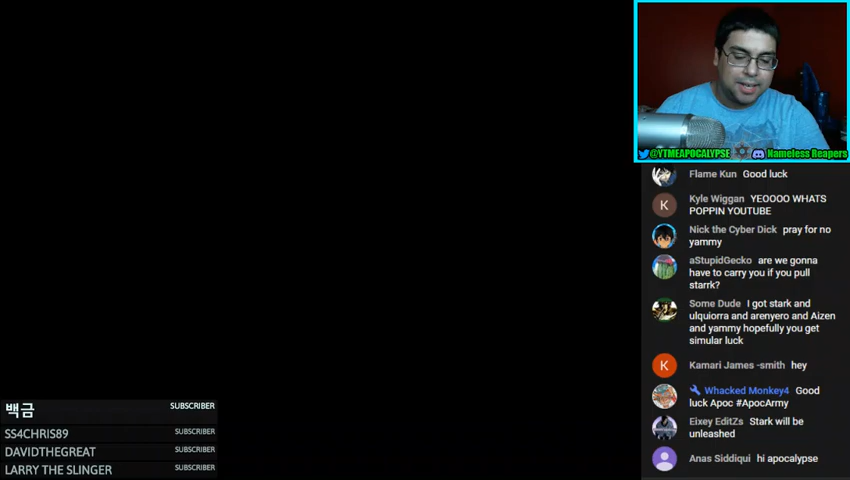 @YTMEAPOCALYPSE Nameless Reapers
Flame Kun Good luck
Kyle Wiggan YEOOOO WHATS
POPPIN YOUTUBE
Nick the Cyber Dick pray for no
yammy
aStupidGecko are we gonna
have to carry you if you pull
starrk?
Some Dude I got stark and
ulquiorra and arenyero and Aizen
and yammy hopefully you get
simular luck
K Kamari James -smith hey
Whacked Monkey4 Good
luck Apoc #ApocArmy
Eixey EditZs Stark will be
unleashed
Anas Siddiqui hi apocalypse
백금 SUBSCRIBER
SS4CHRIS89 SUBSCRIBER
DAVIDTHEGREAT SUBSCRIBER
LARRY THE SLINGER SUBSCRIBER